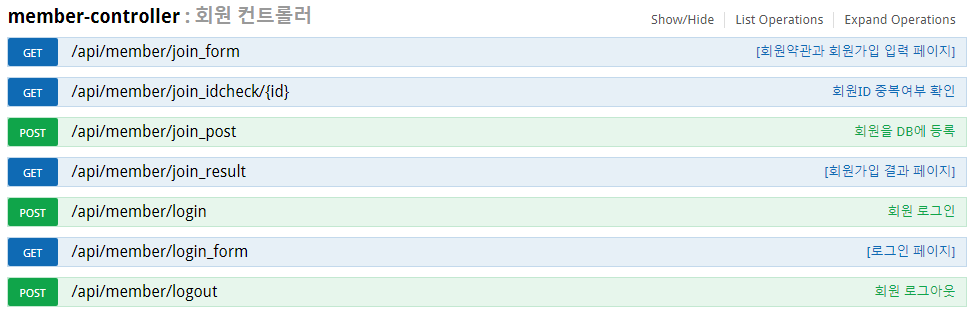 member-controller : 회원 컨트롤러 Show/Hide List Operations Expand Operations
GET /api/member/join_form [회원약관과 회원가입 입력 페이지]
GET /api/member/join_idcheck/{id} 회원ID 중복여부 확인
POST /api/member/join_post 회원을 DB에 등록
GET /api/member/join_result [회원가입 결과 페이지]
POST /api/member/login 회원 로그인
GET /api/member/login_form [로그인 페이지]
POST /api/member/logout 회원 로그아웃